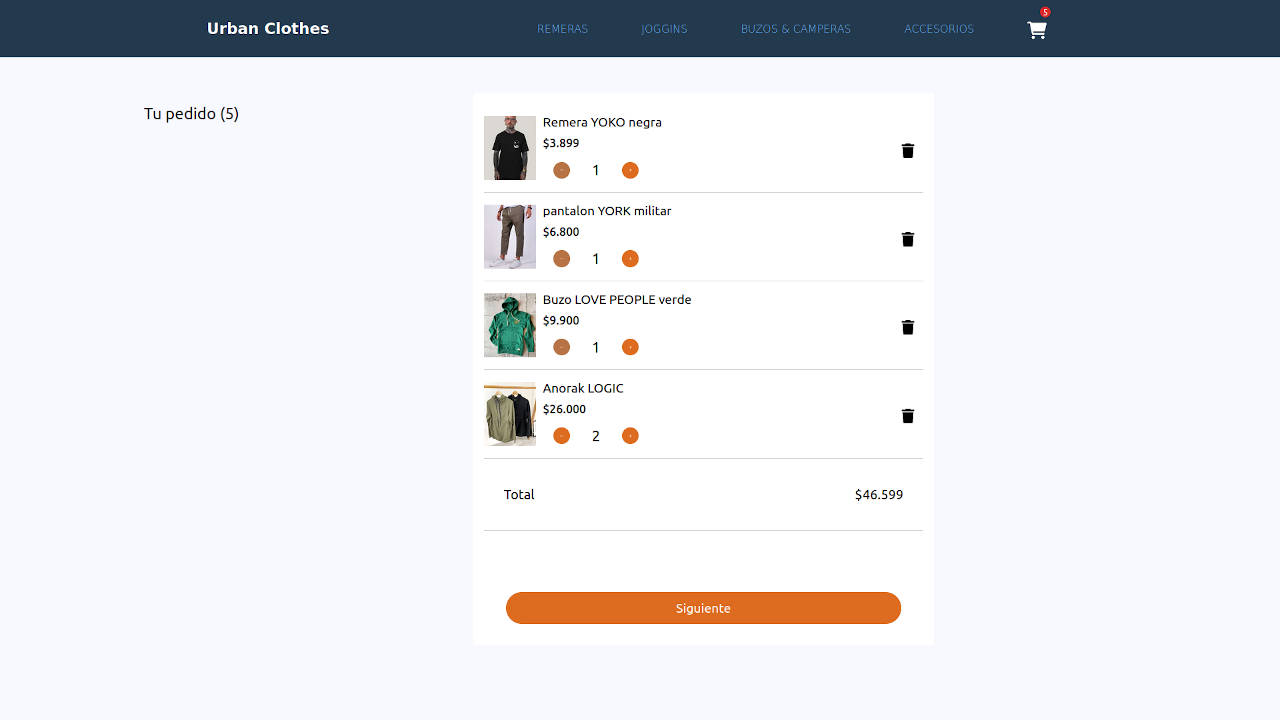 Urban Clothes
REMERAS
JOGGINS
BUZOS & CAMPERAS
ACCESORIOS
5
Tu pedido (5)
Remera YOKO negra
$3.899
1
pantalon YORK militar
$6.800
1
Buzo LOVE PEOPLE verde
$9.900
1
Anorak LOGIC
$26.000
2
Total
$46.599
Siguiente